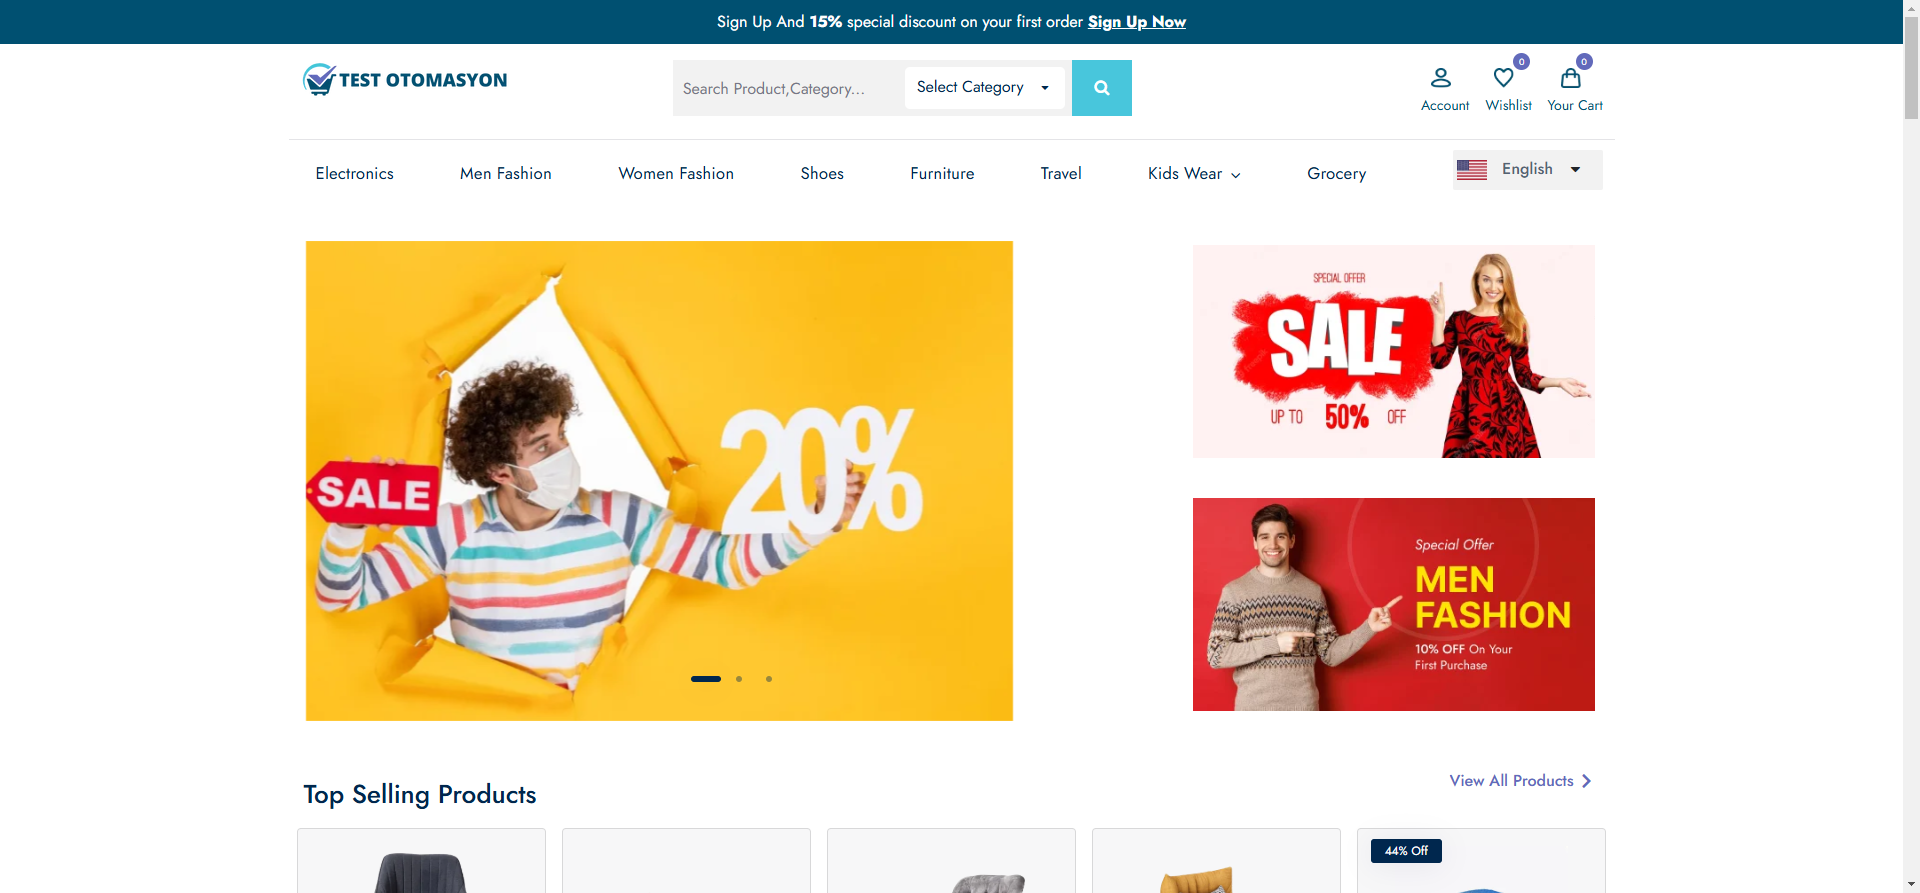 Sign Up And 15% special discount on your first order Sign Up Now
TEST OTOMASYON
Search Product,Category...
Select Category
0
0
Account
Wishlist
Your Cart
Electronics
Men Fashion
Women Fashion
Shoes
Furniture
Travel
Kids Wear
Grocery
English
SALE
20%
SPECIAL OFFER
SALE
UP TO 50% OFF
Special Offer
MEN
FASHION
10% OFF On Your
First Purchase
Top Selling Products
View All Products
44% Off